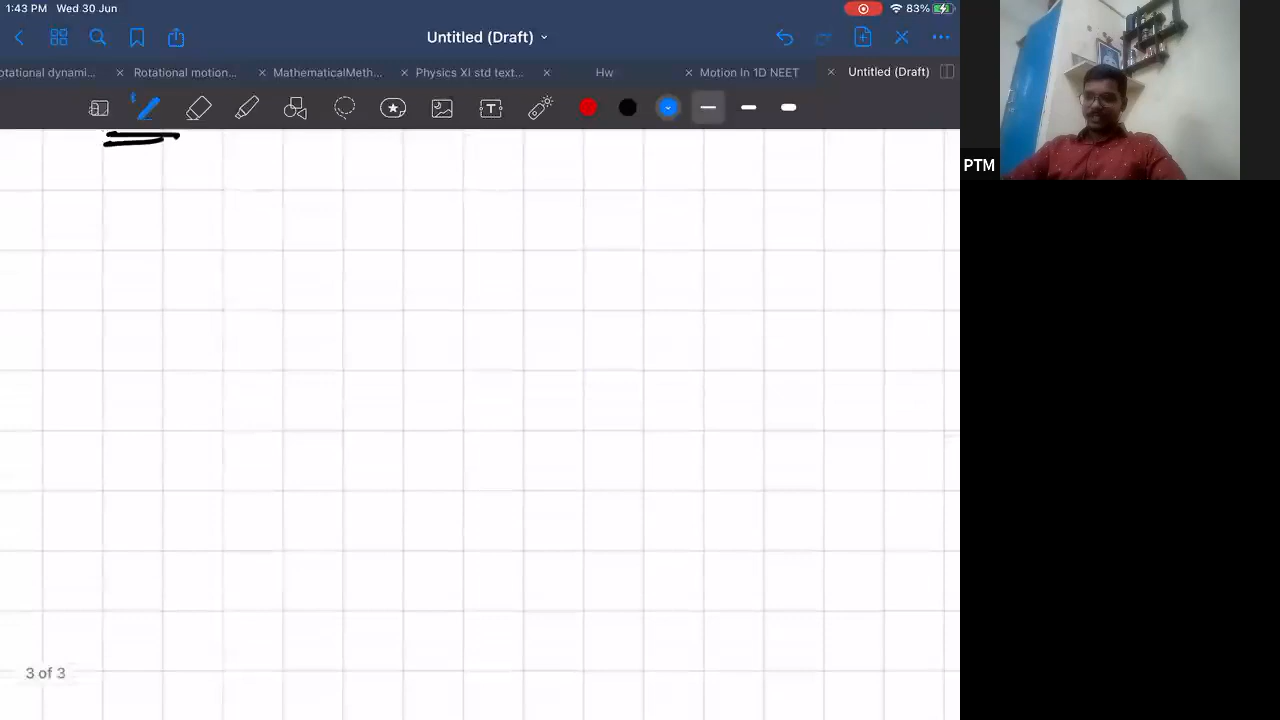 1:43 PM Wed 30 Jun
83%
Untitled (Draft)
otational dynami...
Rotational motion...
MathematicalMeth...
Physics XI std text...
Hw
Motion In 1D NEET
Untitled (Draft)
T
PTM
3 of 3